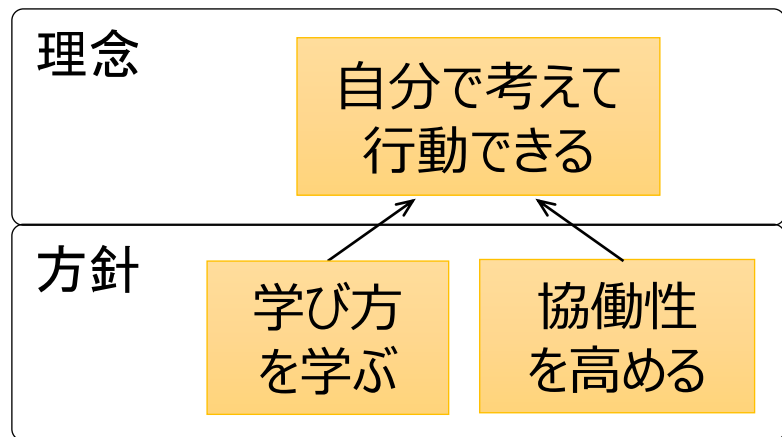 理念
自分で考えて
行動できる
方針
学び方
を学ぶ
協働性
を高める